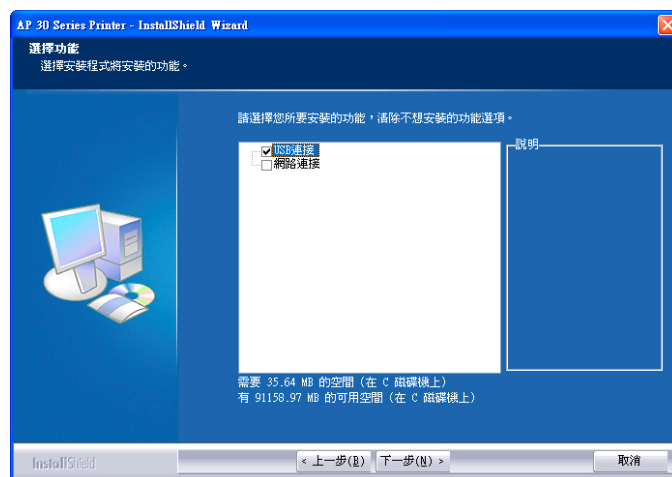 AP 30 Series Printer - InstallShield Wizard
選擇功能
選擇安裝程式將安裝的功能。
請選擇您所要安裝的功能，清除不想安裝的功能選項。
USB連接
網路連接
說明
需要 35.64 MB 的空間（在 C 磁碟機上）
有 91158.97 MB 的可用空間（在 C 磁碟機上）
InstallShield
< 上一步(B) 下一步(N) > 取消